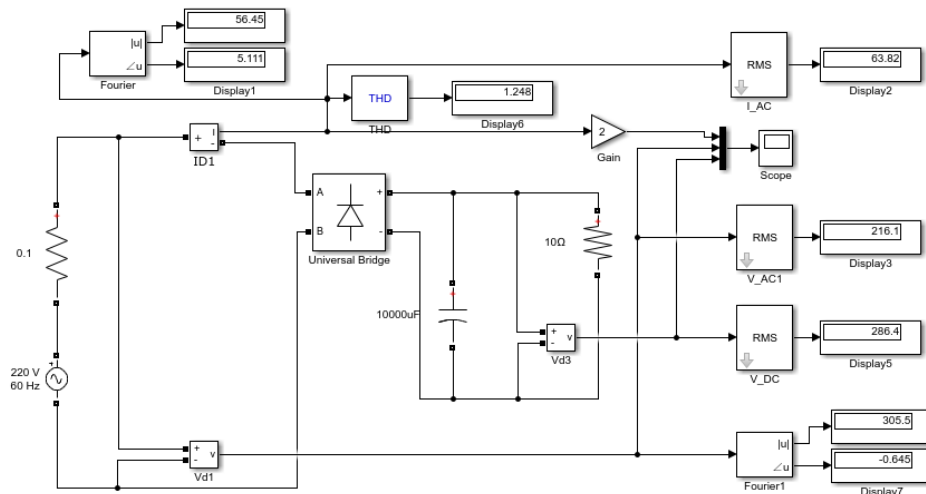 56.45
|u|
∠u
5.111
Fourier
Display1
RMS
63.82
I_AC
Display2
THD
1.248
THD
Display6
+
-
I
ID1
2
Gain
Scope
A
B
+
-
Universal Bridge
0.1
10Ω
10000uF
RMS
216.1
V_AC1
Display3
+
-
v
Vd3
RMS
286.4
V_DC
Display5
220 V
60 Hz
+
+
-
v
Vd1
305.5
|u|
∠u
-0.645
Fourier1
Display7